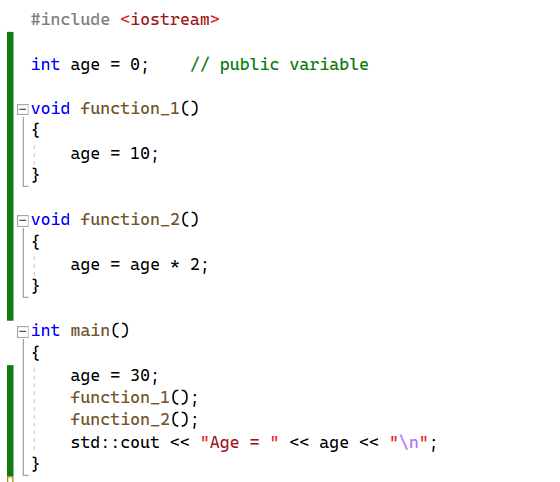 #include <iostream>
int age = 0;    // public variable
void function_1()
{
    age = 10;
}
void function_2()
{
    age = age * 2;
}
int main()
{
    age = 30;
    function_1();
    function_2();
    std::cout << "Age = " << age << "\n";
}